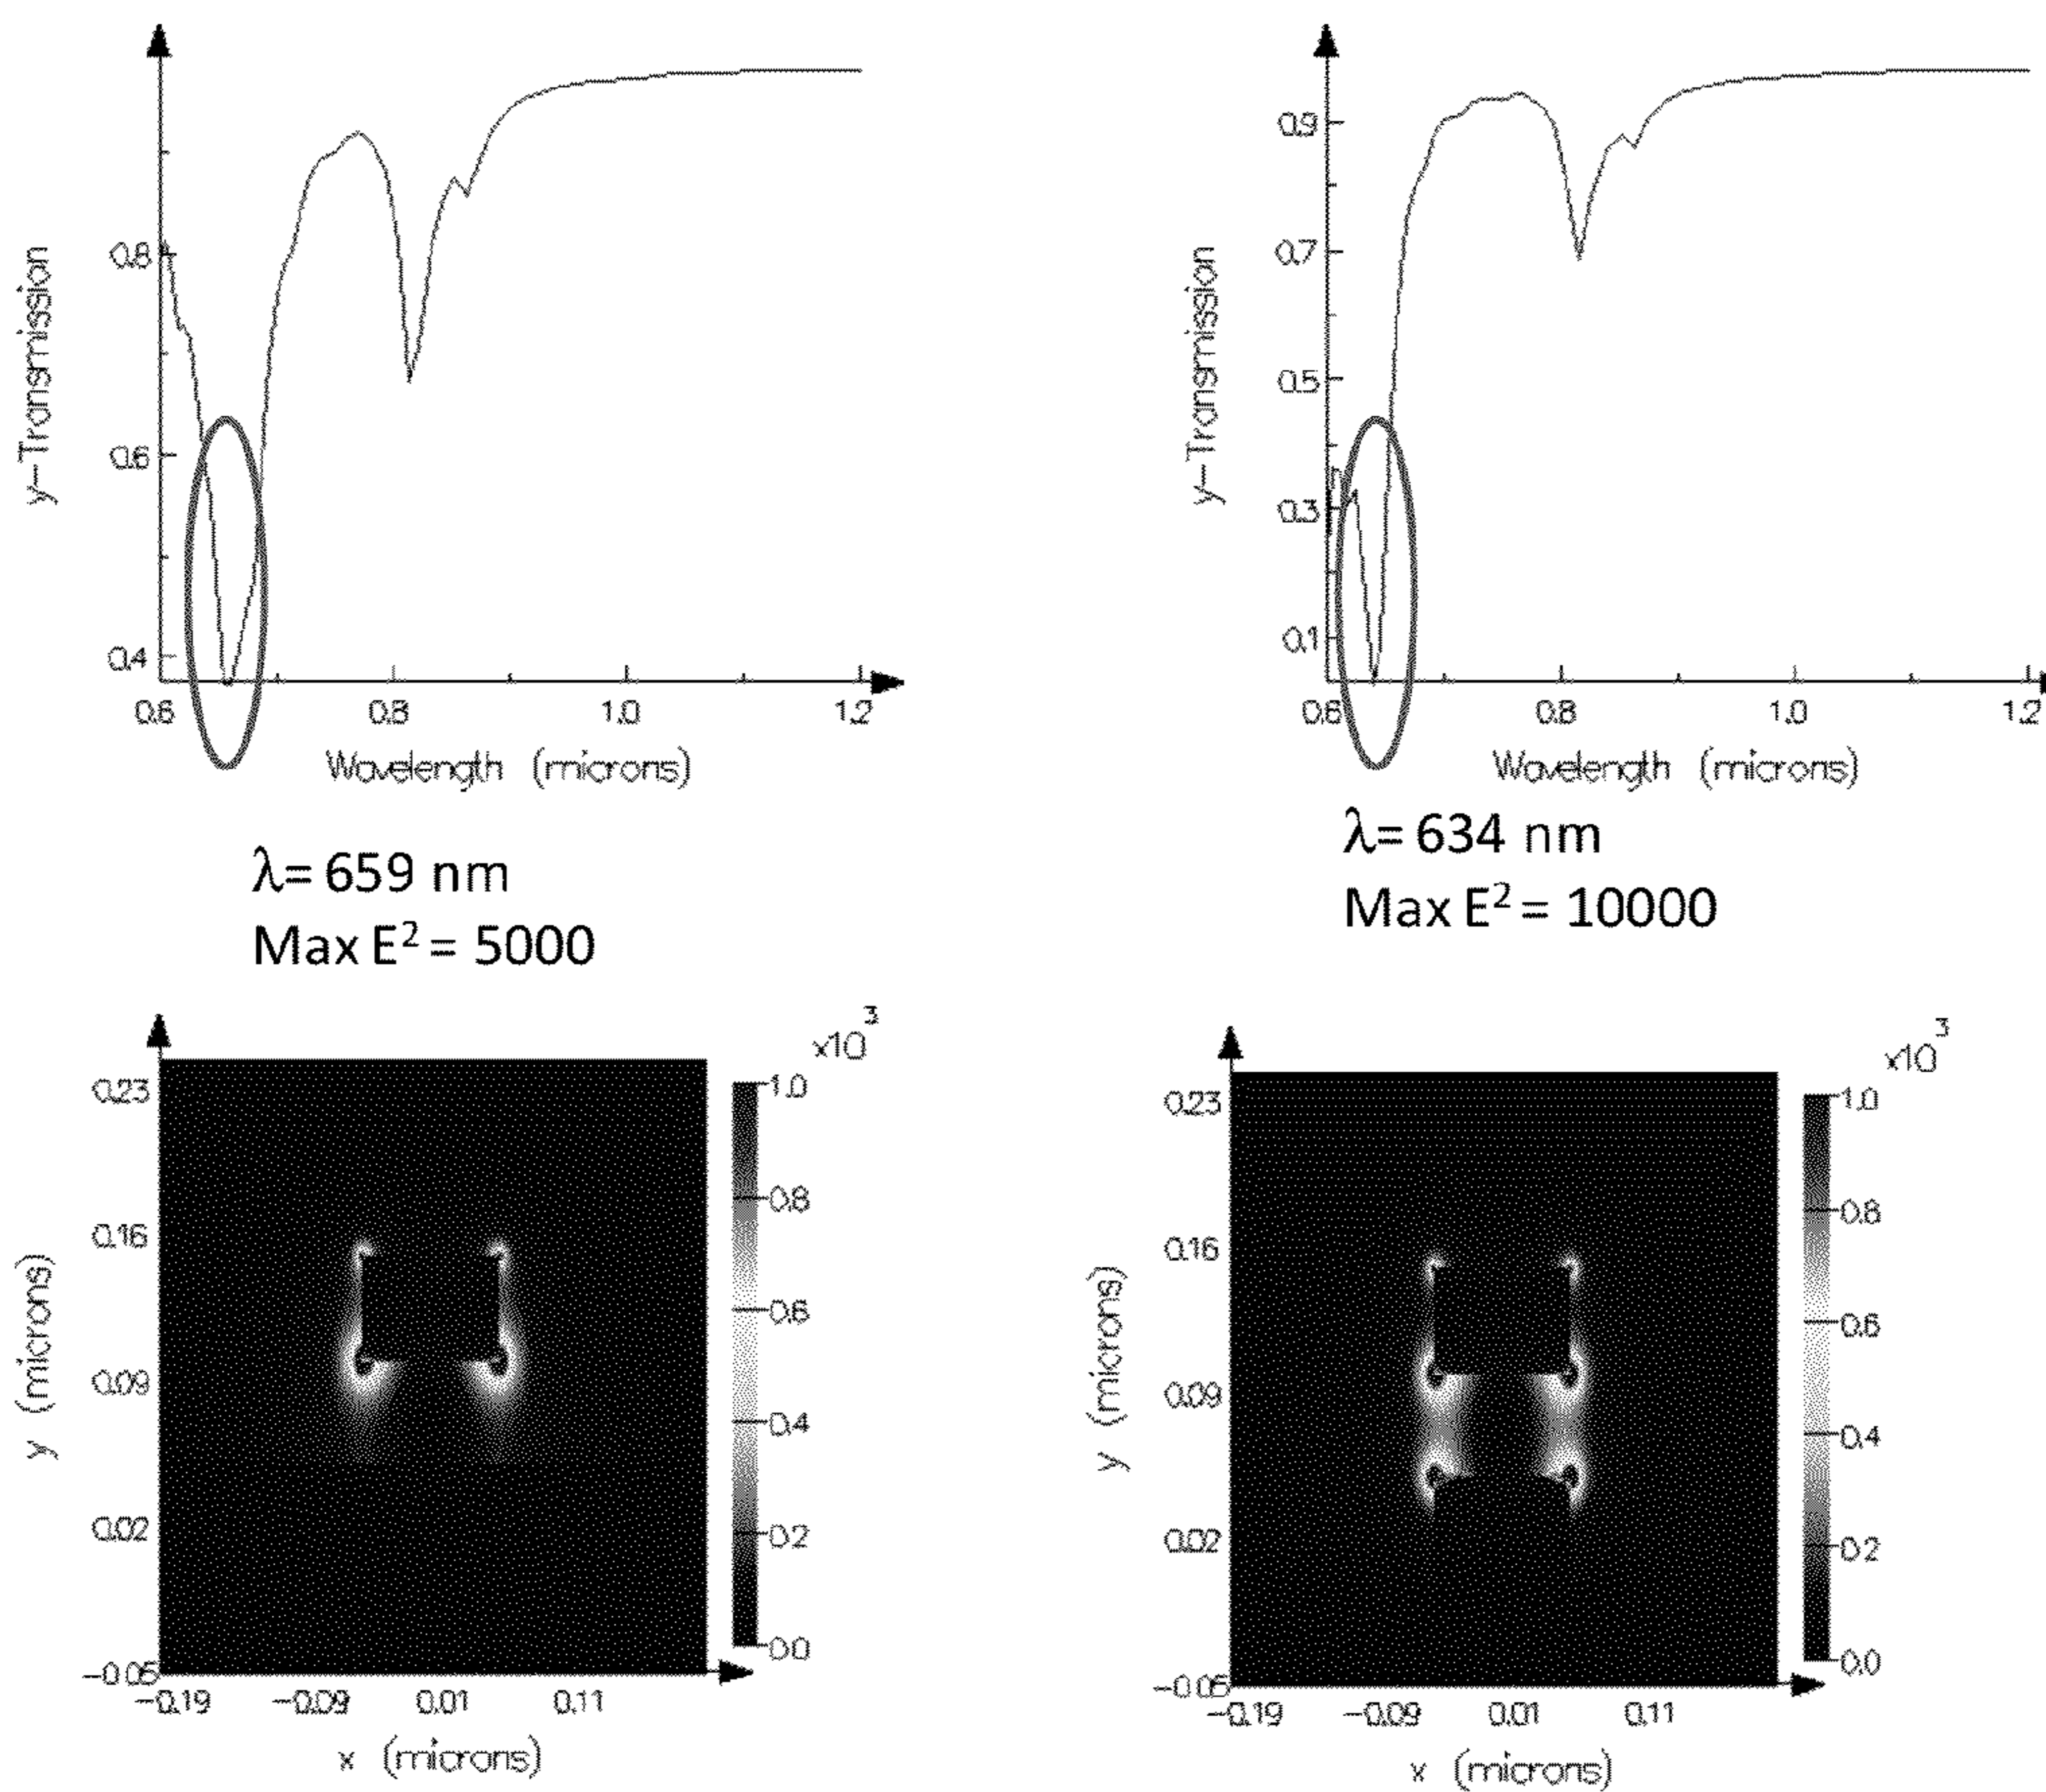 y-Transmission
0.8
0.6
0.4
0.6 0.8 1.0 1.2
Wavelength (microns)
λ= 659 nm
Max E² = 5000
y-Transmission
0.9
0.7
0.5
0.3
0.1
0.6 0.8 1.0 1.2
Wavelength (microns)
λ= 634 nm
Max E² = 10000
x10³
y (microns)
0.23
0.16
0.09
0.02
-0.05
-0.19 -0.09 0.01 0.11
x (microns)
1.0
0.8
0.6
0.4
0.2
0.0
x10³
y (microns)
0.23
0.16
0.09
0.02
-0.05
-0.19 -0.09 0.01 0.11
x (microns)
1.0
0.8
0.6
0.4
0.2
0.0